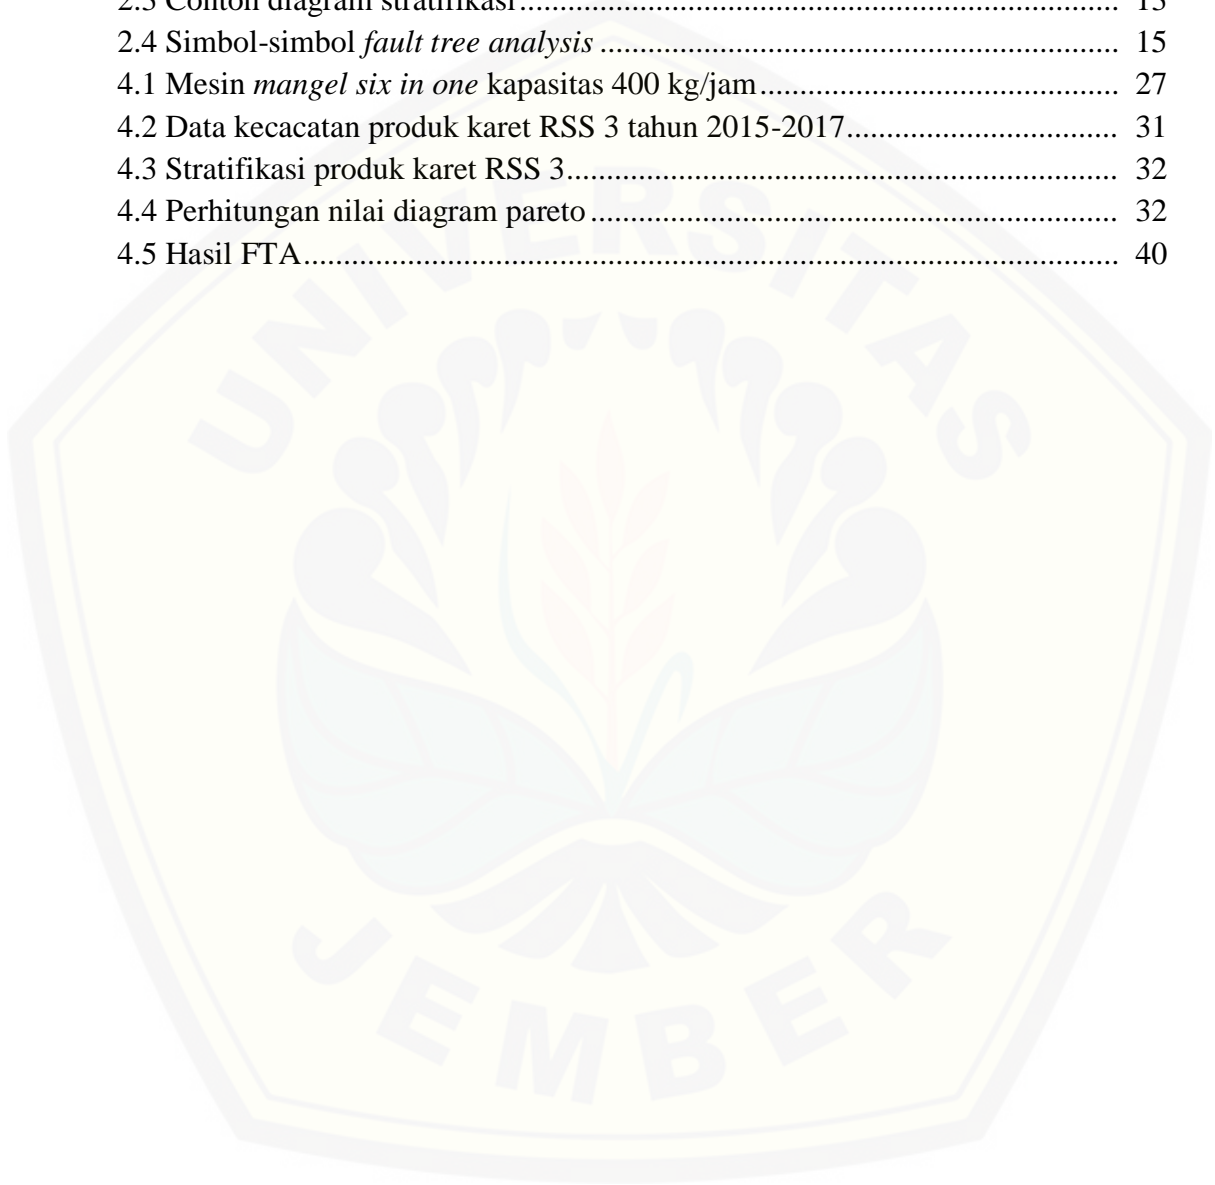 2.3 Contoh diagram stratifikasi........................................................................... 13
2.4 Simbol-simbol fault tree analysis ................................................................. 15
4.1 Mesin mangel six in one kapasitas 400 kg/jam............................................. 27
4.2 Data kecacatan produk karet RSS 3 tahun 2015-2017.................................. 31
4.3 Stratifikasi produk karet RSS 3..................................................................... 32
4.4 Perhitungan nilai diagram pareto .................................................................. 32
4.5 Hasil FTA...................................................................................................... 40
UNIVERSITAS
JEMBER